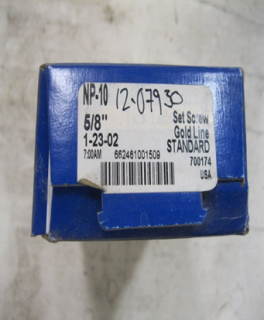 NP-10 12-07930
5/8" Set Screw
1-23-02 Gold Line
STANDARD
7:00AM 662461001509 700174
USA